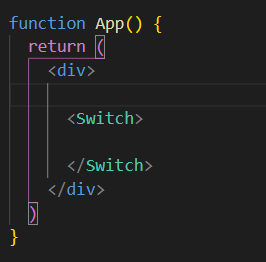 function App() {
  return (
    <div>

      <Switch>

      </Switch>
    </div>
  )
}